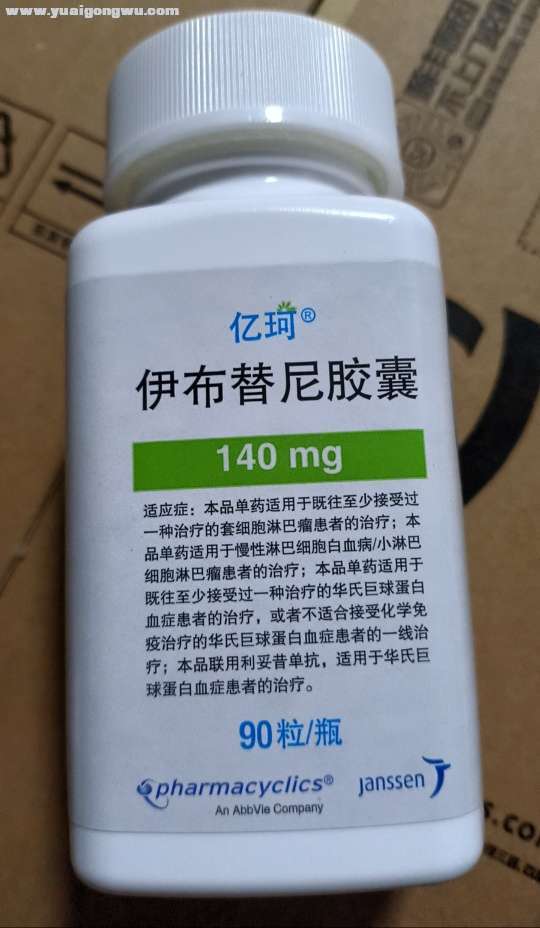 www.yuaigongwu.com
亿珂®
伊布替尼胶囊
140 mg
适应症：本品单药适用于既往至少接受过
一种治疗的套细胞淋巴瘤患者的治疗；本
品单药适用于慢性淋巴细胞白血病/小淋巴
细胞淋巴瘤患者的治疗；本品单药适用于
既往至少接受过一种治疗的华氏巨球蛋白
血症患者的治疗，或者不适合接受化学免
疫治疗的华氏巨球蛋白血症患者的一线治
疗；本品联用利妥昔单抗，适用于华氏巨
球蛋白血症患者的治疗。
90粒/瓶
pharmacyclics®
An AbbVie Company
janssen